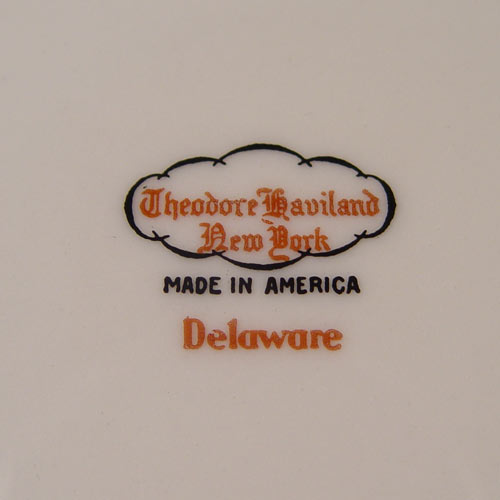 Theodore Haviland
New York
MADE IN AMERICA
Delaware